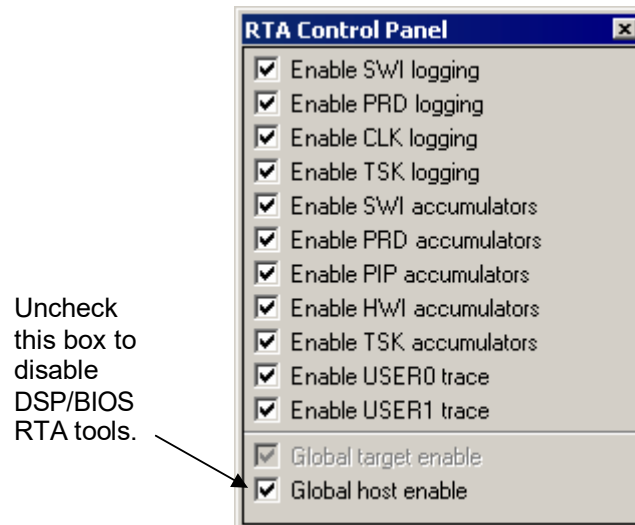 RTA Control Panel
Enable SWI logging
Enable PRD logging
Enable CLK logging
Enable TSK logging
Enable SWI accumulators
Enable PRD accumulators
Enable PIP accumulators
Enable HWI accumulators
Enable TSK accumulators
Enable USER0 trace
Enable USER1 trace
Global target enable
Global host enable
Uncheck
this box to
disable
DSP/BIOS
RTA tools.